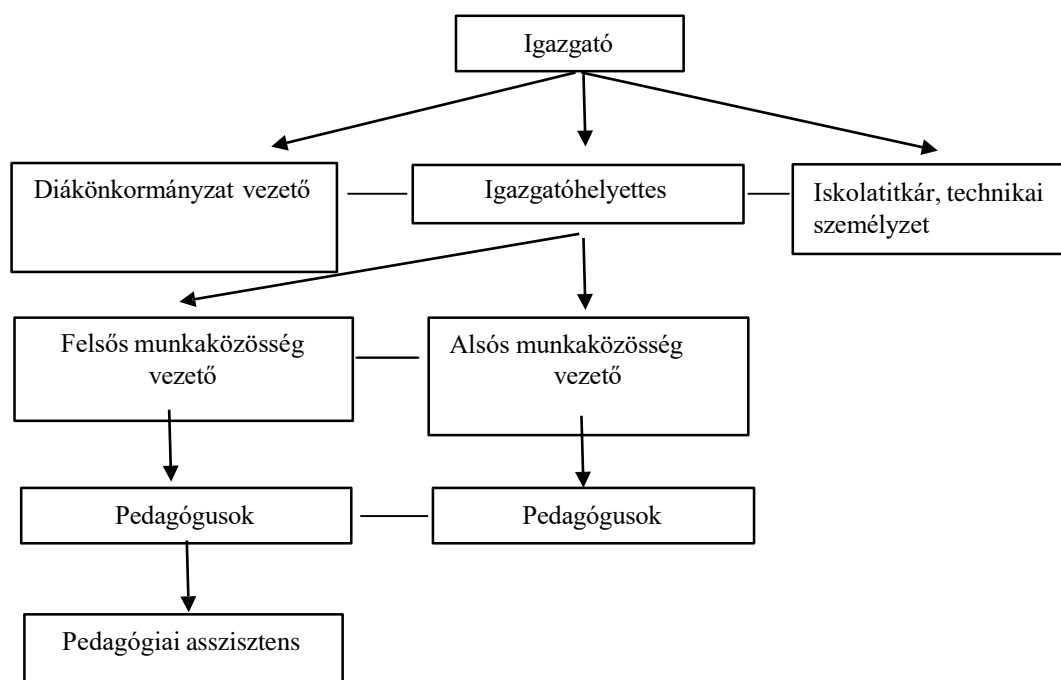 Igazgató
Diákönkormányzat vezető
Igazgatóhelyettes
Iskolatitkár, technikai
személyzet
Felsős munkaközösség
vezető
Alsós munkaközösség
vezető
Pedagógusok
Pedagógusok
Pedagógiai asszisztens